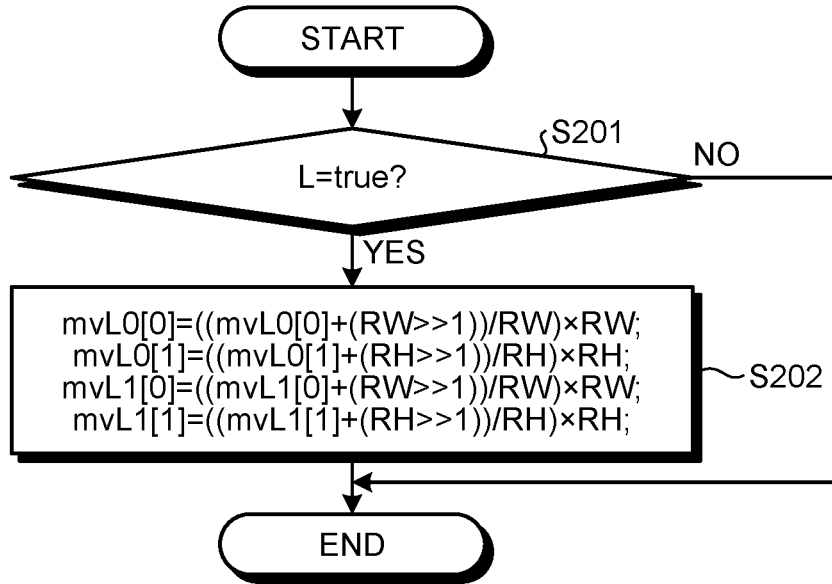 START
S201
L=true?
NO
YES
mvL0[0]=((mvL0[0]+(RW>>1))/RW)×RW;
mvL0[1]=((mvL0[1]+(RH>>1))/RH)×RH;
mvL1[0]=((mvL1[0]+(RW>>1))/RW)×RW;
mvL1[1]=((mvL1[1]+(RH>>1))/RH)×RH;
S202
END